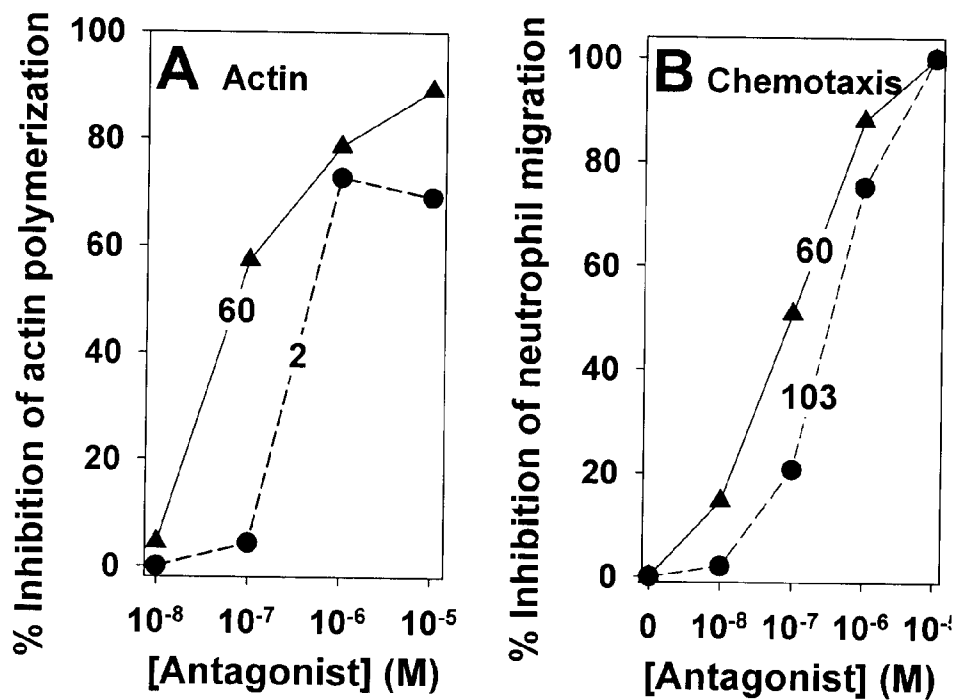 % Inhibition of actin polymerization
100
80
60
40
20
0
A Actin
60
2
10-8 10-7 10-6 10-5
[Antagonist] (M)
% Inhibition of neutrophil migration
100
80
60
40
20
0
B Chemotaxis
60
103
0 10-8 10-7 10-6
[Antagonist] (M)